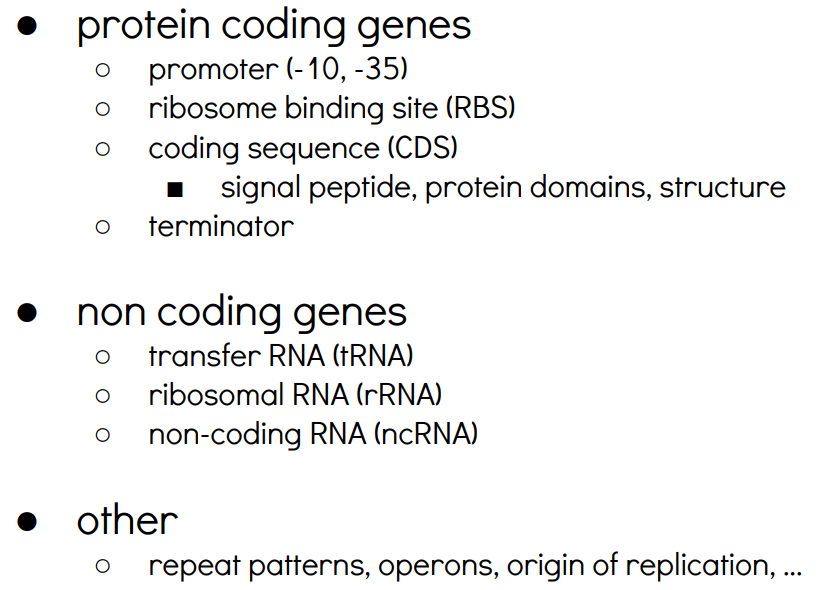 ● protein coding genes
○ promoter (-10, -35)
○ ribosome binding site (RBS)
○ coding sequence (CDS)
■ signal peptide, protein domains, structure
○ terminator
● non coding genes
○ transfer RNA (tRNA)
○ ribosomal RNA (rRNA)
○ non-coding RNA (ncRNA)
● other
○ repeat patterns, operons, origin of replication, ...